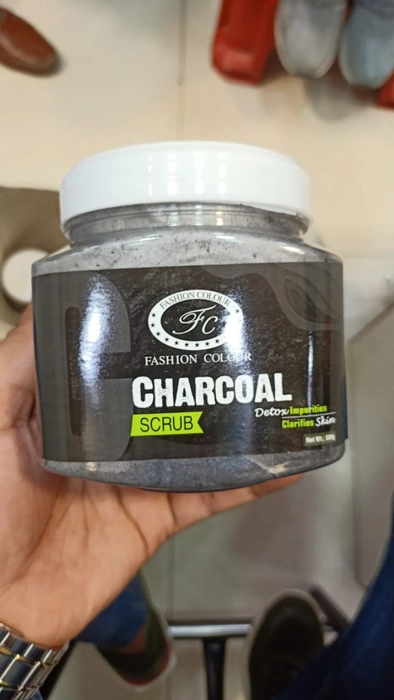 FASHION COLOUR
Fc
FASHION COLOUR
CHARCOAL
SCRUB
Detox Impurities
Clarifies Skin
Net Wt.